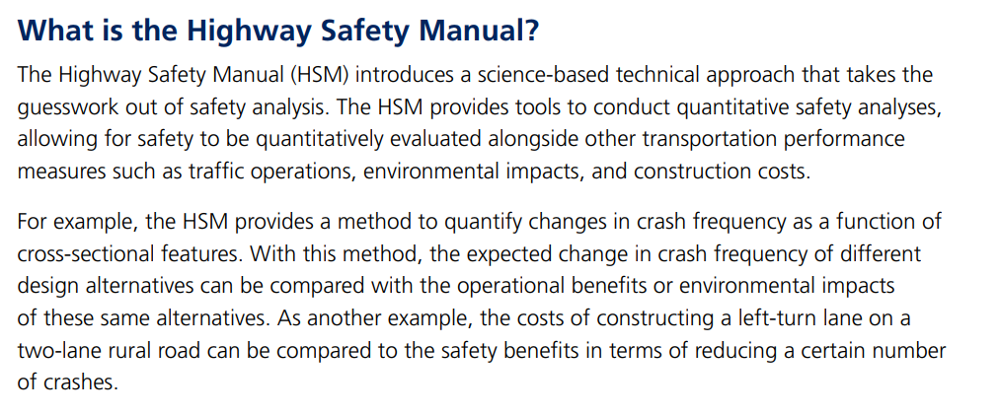 What is the Highway Safety Manual?
The Highway Safety Manual (HSM) introduces a science-based technical approach that takes the
guesswork out of safety analysis. The HSM provides tools to conduct quantitative safety analyses,
allowing for safety to be quantitatively evaluated alongside other transportation performance
measures such as traffic operations, environmental impacts, and construction costs.
For example, the HSM provides a method to quantify changes in crash frequency as a function of
cross-sectional features. With this method, the expected change in crash frequency of different
design alternatives can be compared with the operational benefits or environmental impacts
of these same alternatives. As another example, the costs of constructing a left-turn lane on a
two-lane rural road can be compared to the safety benefits in terms of reducing a certain number
of crashes.